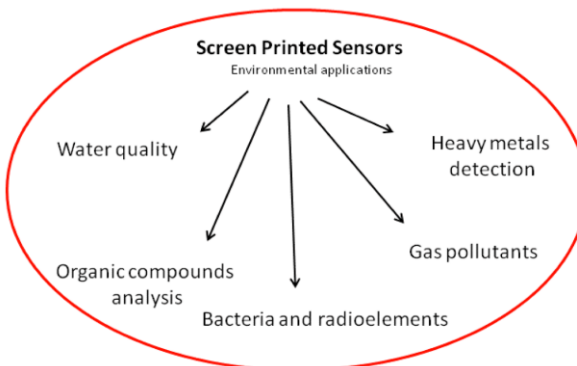 Screen Printed Sensors
Environmental applications
Water quality
Heavy metals
detection
Gas pollutants
Organic compounds
analysis
Bacteria and radioelements